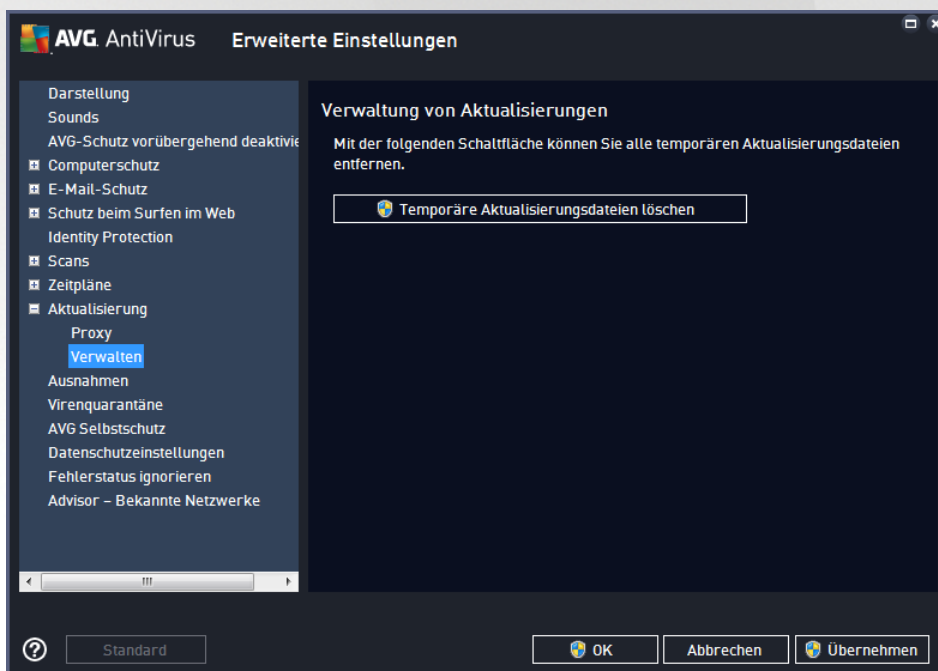 AVG. AntiVirus Erweiterte Einstellungen
Darstellung
Sounds
AVG-Schutz vorübergehend deaktivie
Computerschutz
E-Mail-Schutz
Schutz beim Surfen im Web
Identity Protection
Scans
Zeitpläne
Aktualisierung
Proxy
Verwalten
Ausnahmen
Virenquarantäne
AVG Selbstschutz
Datenschutzeinstellungen
Fehlerstatus ignorieren
Advisor – Bekannte Netzwerke
Verwaltung von Aktualisierungen
Mit der folgenden Schaltfläche können Sie alle temporären Aktualisierungsdateien
entfernen.
Temporäre Aktualisierungsdateien löschen
Standard
OK
Abbrechen
Übernehmen